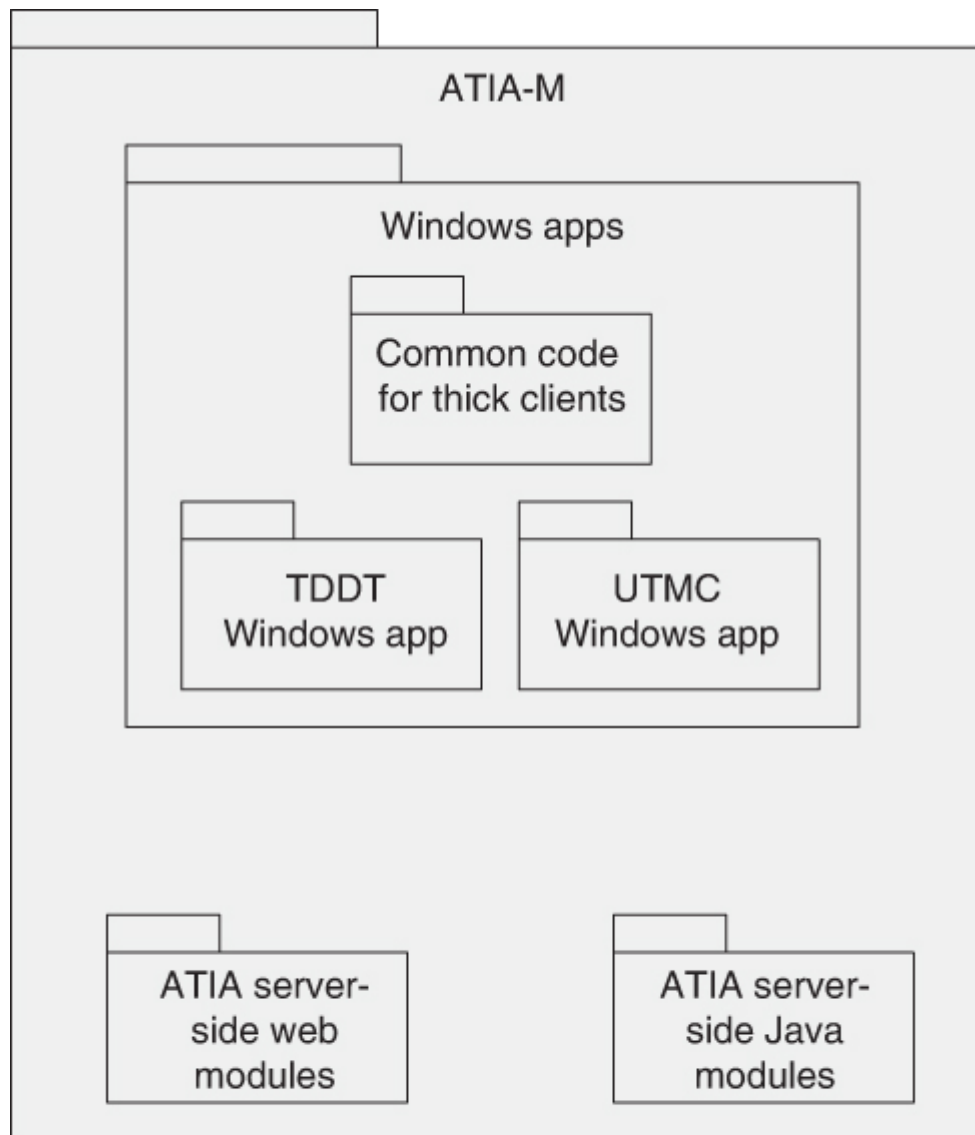 ATIA-M
Windows apps
Common code
for thick clients
TDDT
Windows app
UTMC
Windows app
ATIA server-
side web
modules
ATIA server-
side Java
modules